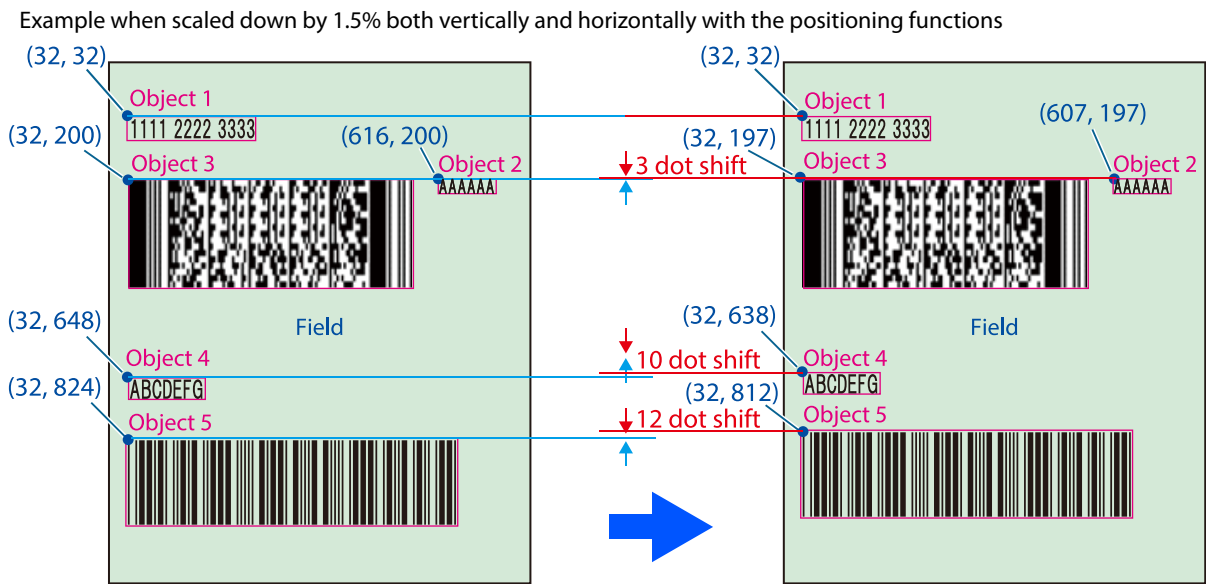 Example when scaled down by 1.5% both vertically and horizontally with the positioning functions
(32, 32)
Object 1
1111 2222 3333
(32, 200)
Object 3
(616, 200)
Object 2
AAAAAA
(32, 648)
Field
Object 4
ABCDEFG
(32, 824)
Object 5
3 dot shift
10 dot shift
12 dot shift
(32, 32)
Object 1
1111 2222 3333
(32, 197)
Object 3
(607, 197)
Object 2
AAAAAA
(32, 638)
Field
Object 4
ABCDEFG
(32, 812)
Object 5